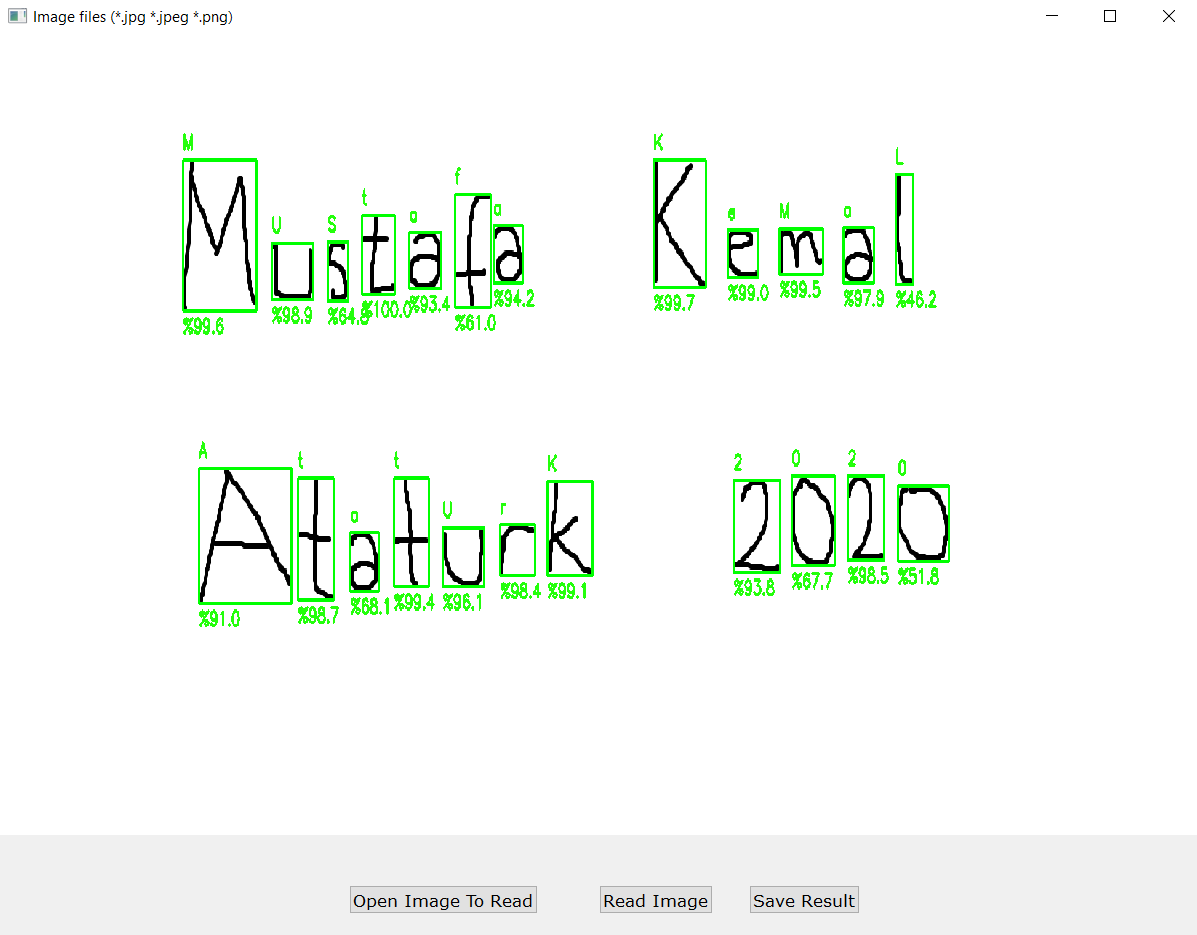 Image files (*.jpg *.jpeg *.png)
M U S t a f a K e M a L
Mustafa Kemal
%99.6 %98.9 %64.8 %100.0 %93.4 %61.0 %94.2 %99.7 %99.0 %99.5 %97.9 %46.2
A t a t U r K 2 0 2 0
Ataturk 2020
%91.0 %98.7 %68.1 %99.4 %96.1 %98.4 %99.1 %93.8 %67.7 %98.5 %51.8
Open Image To Read Read Image Save Result